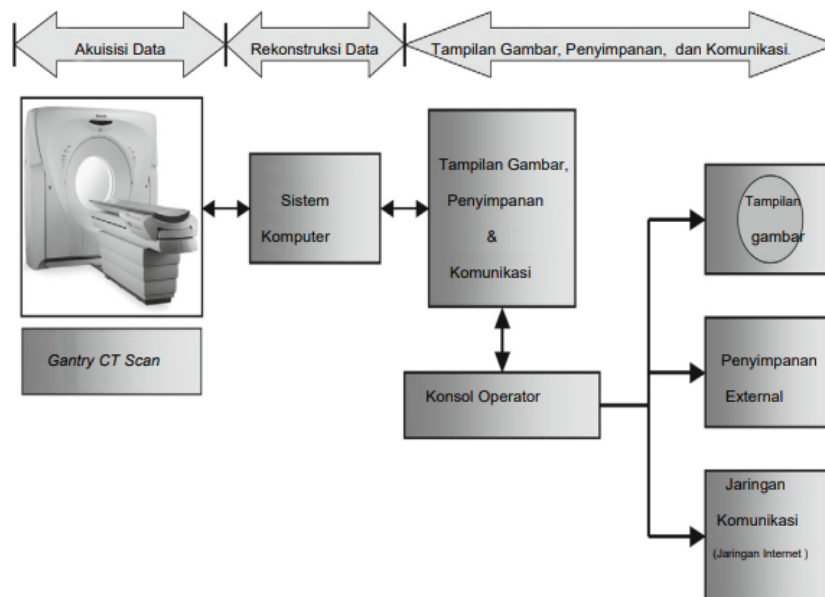 Akuisisi Data
Rekonstruksi Data
Tampilan Gambar, Penyimpanan, dan Komunikasi.
Gantry CT Scan
Sistem
Komputer
Tampilan Gambar,
Penyimpanan
&
Komunikasi
Konsol Operator
Tampilan
gambar
Penyimpanan
External
Jaringan
Komunikasi
(Jaringan Internet )